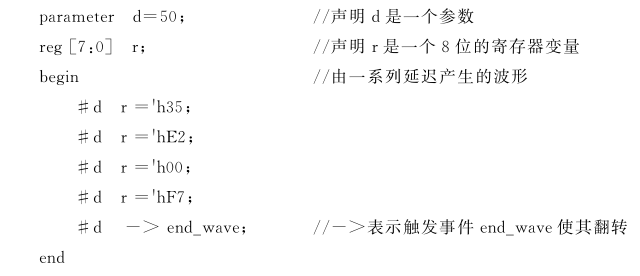 parameter d=50; //声明 d 是一个参数
reg [7:0] r; //声明 r 是一个 8 位的寄存器变量
begin //由一系列延迟产生的波形
#d r ='h35;
#d r ='hE2;
#d r ='h00;
#d r ='hF7;
#d －> end_wave; //－>表示触发事件 end_wave 使其翻转
end